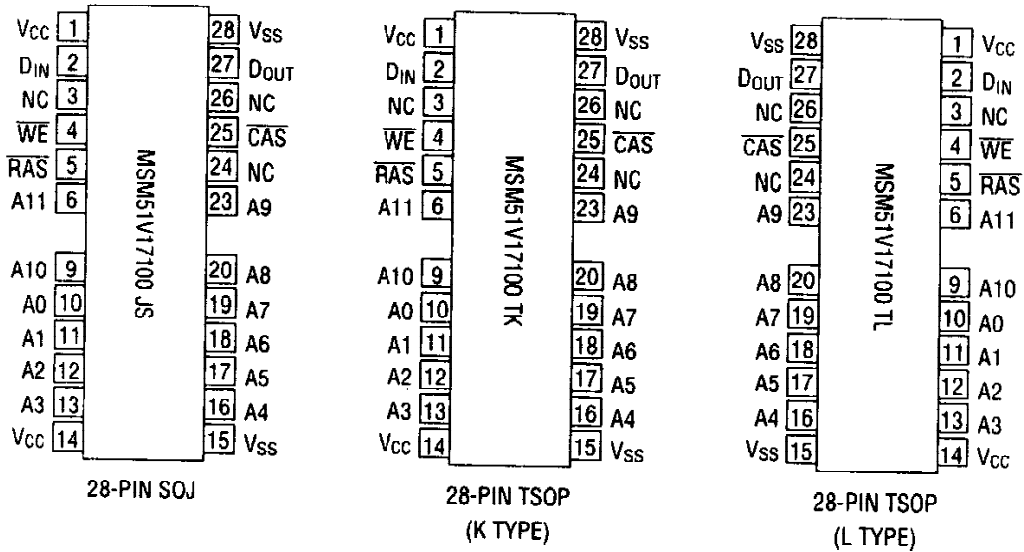 VCC 1 28 VSS
DIN 2 27 DOUT
NC 3 26 NC
WE 4 25 CAS
RAS 5 24 NC
A11 6 23 A9
A10 9 20 A8
A0 10 19 A7
A1 11 18 A6
A2 12 17 A5
A3 13 16 A4
VCC 14 15 VSS
MSM51V17100 JS
28-PIN SOJ
VCC 1 28 VSS
DIN 2 27 DOUT
NC 3 26 NC
WE 4 25 CAS
RAS 5 24 NC
A11 6 23 A9
A10 9 20 A8
A0 10 19 A7
A1 11 18 A6
A2 12 17 A5
A3 13 16 A4
VCC 14 15 VSS
MSM51V17100 TK
28-PIN TSOP
(K TYPE)
VSS 28 1 VCC
DOUT 27 2 DIN
NC 26 3 NC
CAS 25 4 WE
NC 24 5 RAS
A9 23 6 A11
A8 20 9 A10
A7 19 10 A0
A6 18 11 A1
A5 17 12 A2
A4 16 13 A3
VSS 15 14 VCC
MSM51V17100 TL
28-PIN TSOP
(L TYPE)